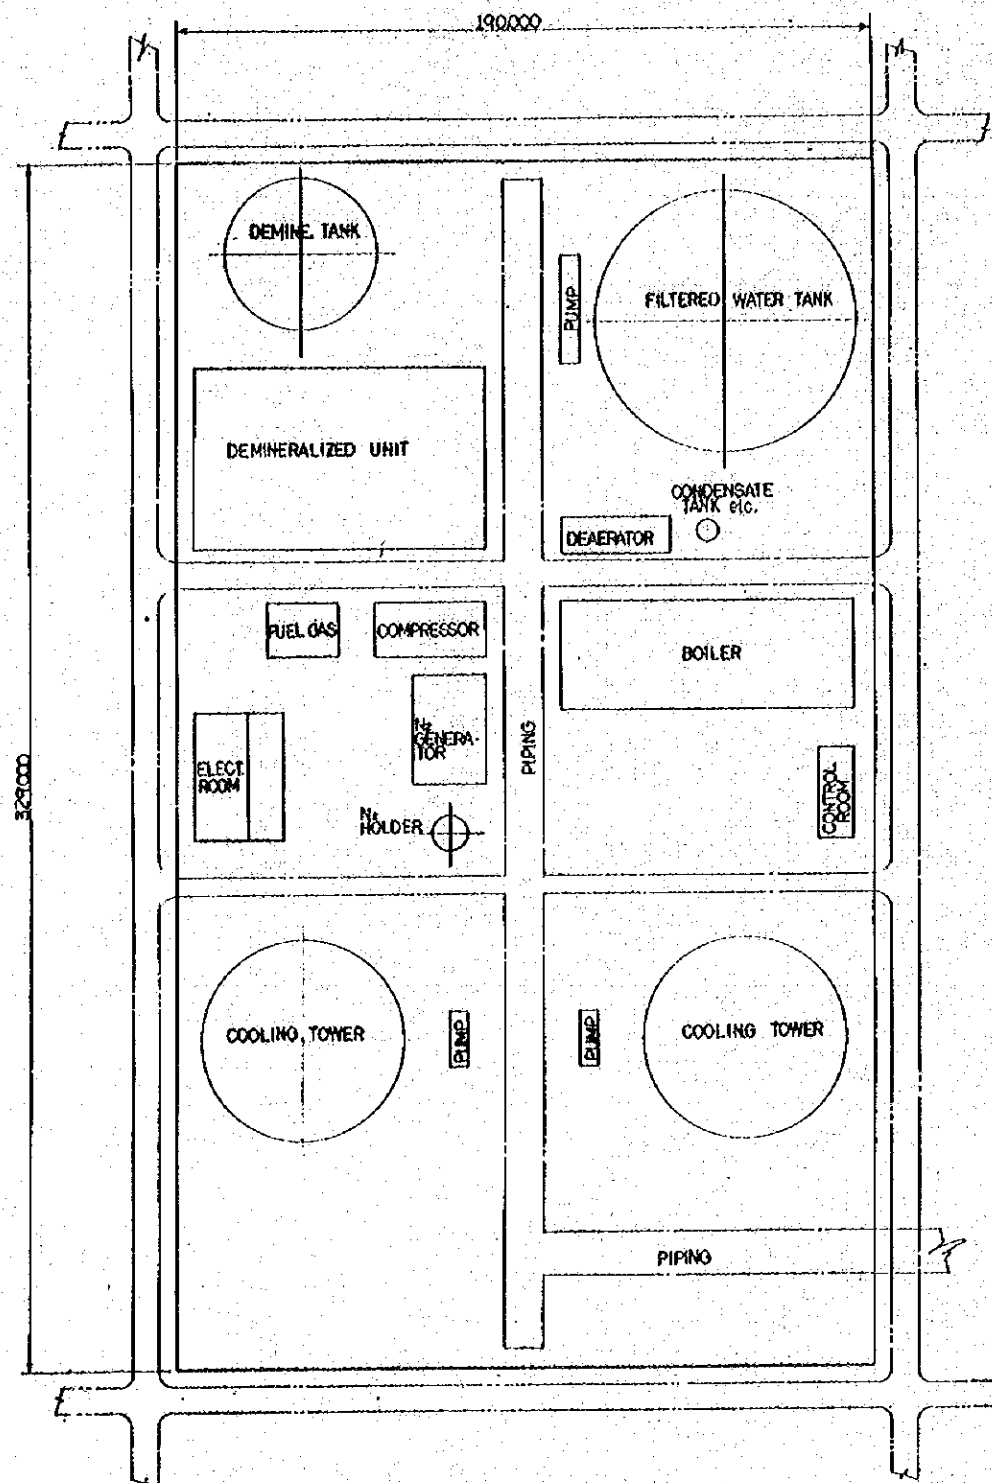 190,000
DEMINE. TANK
PUMP
FILTERED WATER TANK
DEMINERALIZED UNIT
CONDENSATE
TANK etc.
DEAERATOR
FUEL GAS
COMPRESSOR
BOILER
N₂
GENERA-
TOR
PIPING
ELECT.
ROOM
CONTROL
ROOM
N₂
HOLDER
329,000
COOLING TOWER
PUMP
PUMP
COOLING TOWER
PIPING